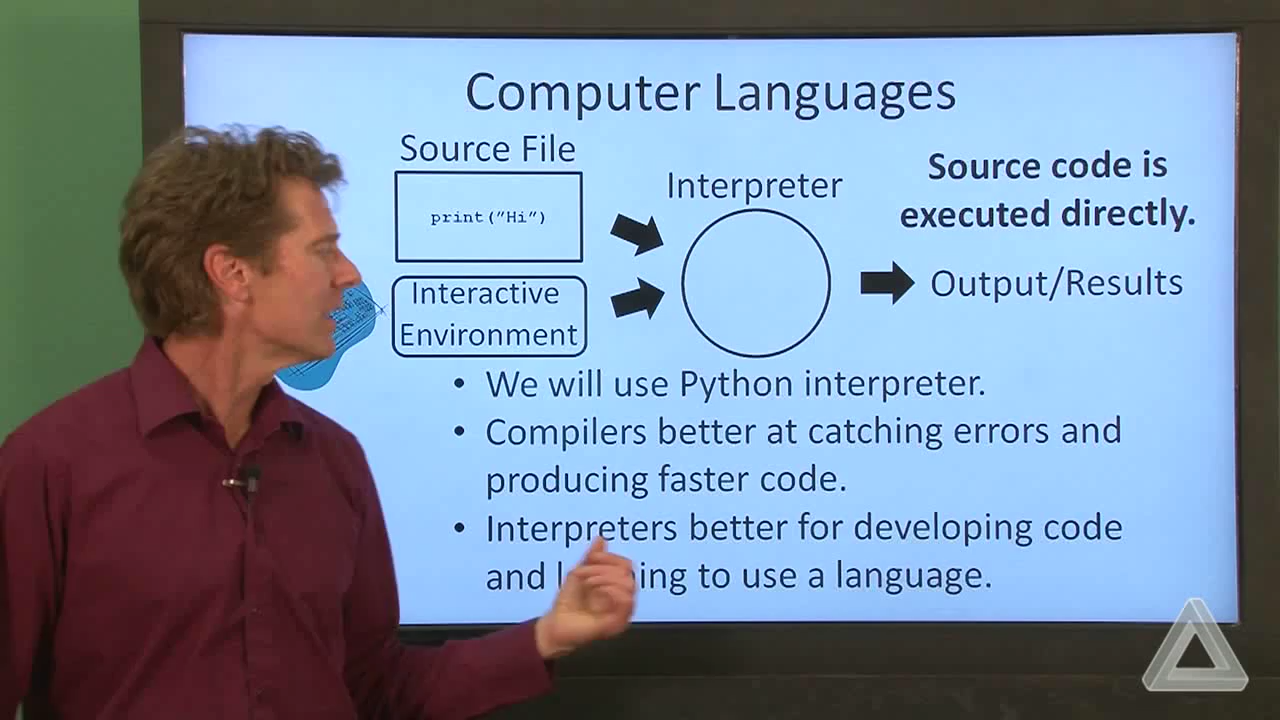 Computer Languages
Source File
print("Hi")
Interactive
Environment
Interpreter
Source code is
executed directly.
Output/Results
• We will use Python interpreter.
• Compilers better at catching errors and
producing faster code.
• Interpreters better for developing code
and to use a language.